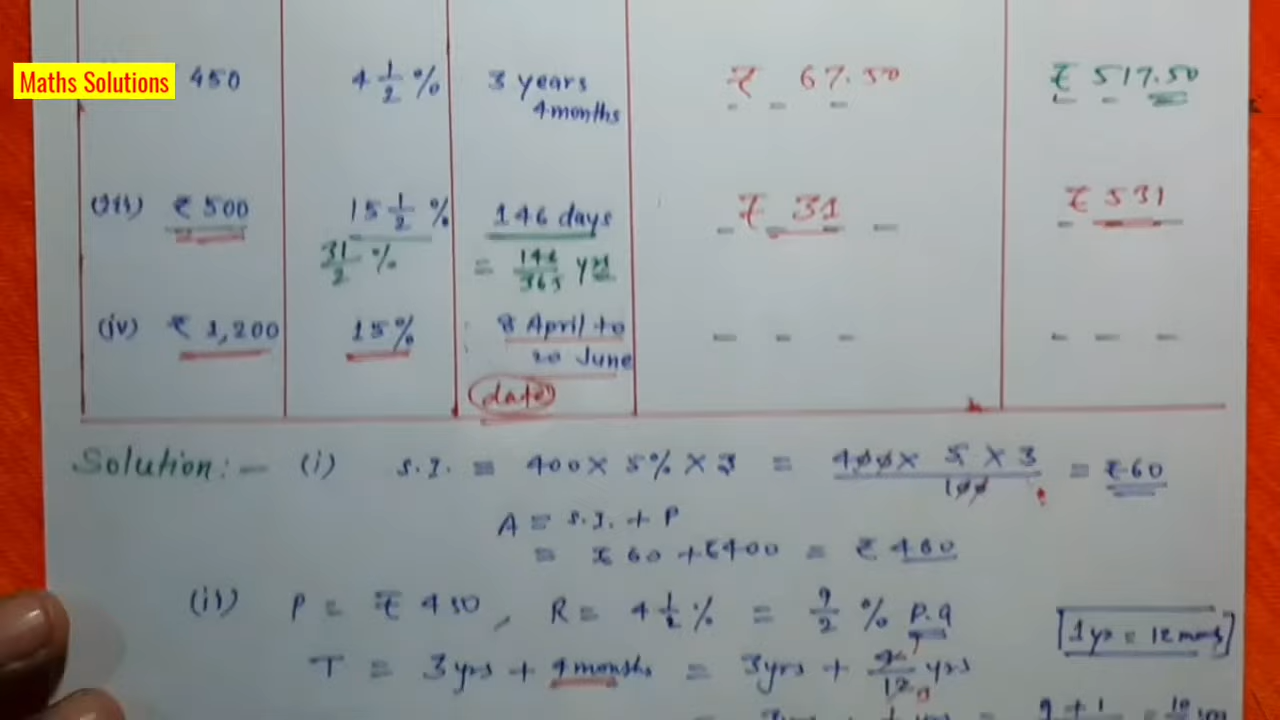 Maths Solutions
450 4 1/2 % 3 years 4 months ₹ 67.50 ₹ 517.50
(iii) ₹ 500 15 1/2 % 146 days ₹ 31 ₹ 531
31/2 % = 146/365 yrs
(iv) ₹ 1,200 15% 8 April to 20 June
(date)
Solution:- (i) S.I. = 400 x 5% x 3 = 400 x 5 x 3 / 100 = ₹ 60
A = S.I. + P
= ₹ 60 + ₹ 400 = ₹ 460
(ii) P = ₹ 450, R = 4 1/2 % = 9/2 % p.a
[1 yr = 12 months]
T = 3 yrs + 4 months = 3 yrs + 4/12 yrs
9 + 1